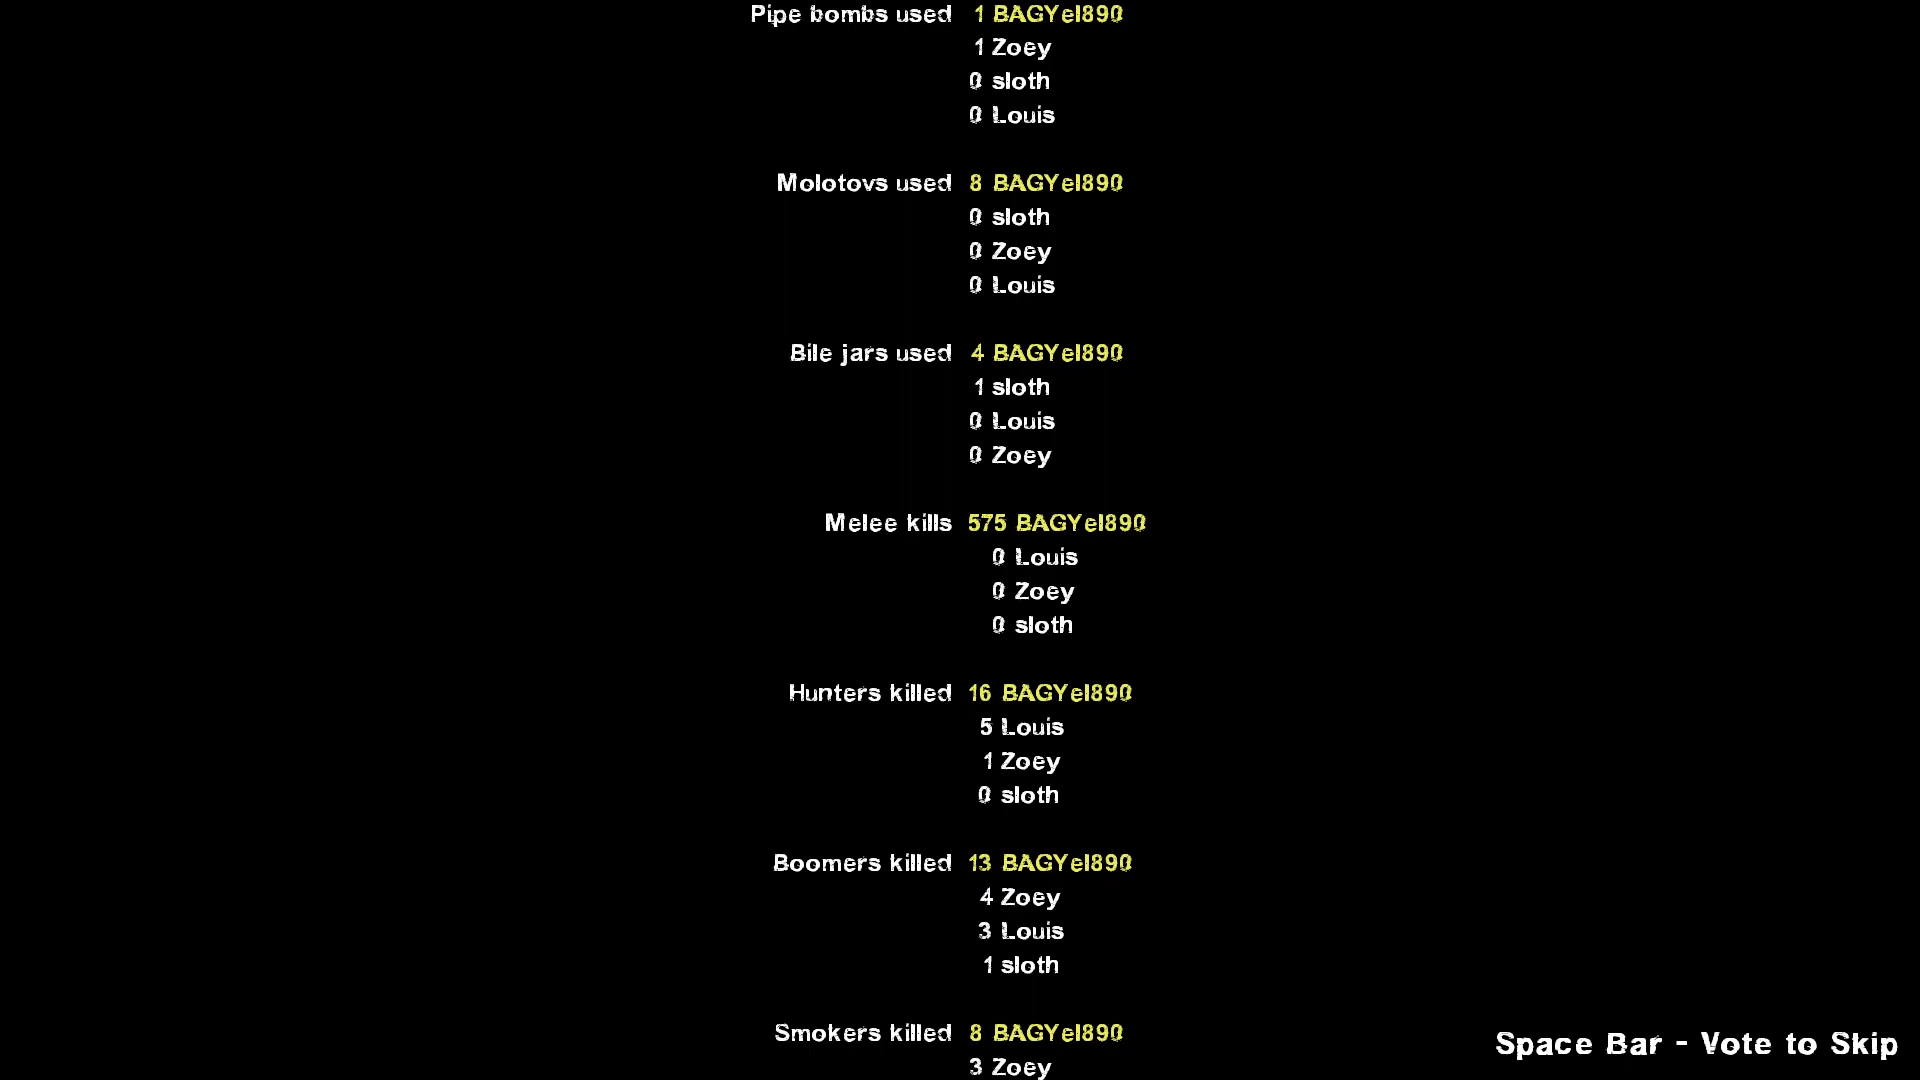 Pipe bombs used 1 BAGYel890
1 Zoey
0 sloth
0 Louis
Molotovs used 8 BAGYel890
0 sloth
0 Zoey
0 Louis
Bile jars used 4 BAGYel890
1 sloth
0 Louis
0 Zoey
Melee kills 575 BAGYel890
0 Louis
0 Zoey
0 sloth
Hunters killed 16 BAGYel890
5 Louis
1 Zoey
0 sloth
Boomers killed 13 BAGYel890
4 Zoey
3 Louis
1 sloth
Smokers killed 8 BAGYel890
3 Zoey
Space Bar - Vote to Skip